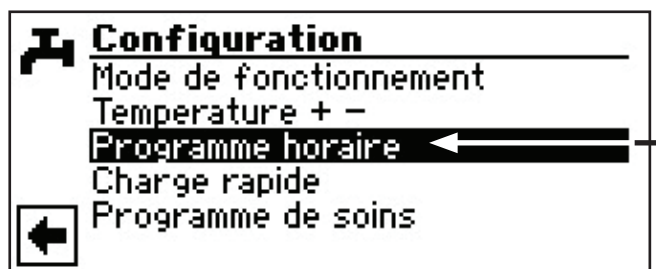 Configuration
Mode de fonctionnement
Temperature + −
Programme horaire
Charge rapide
Programme de soins